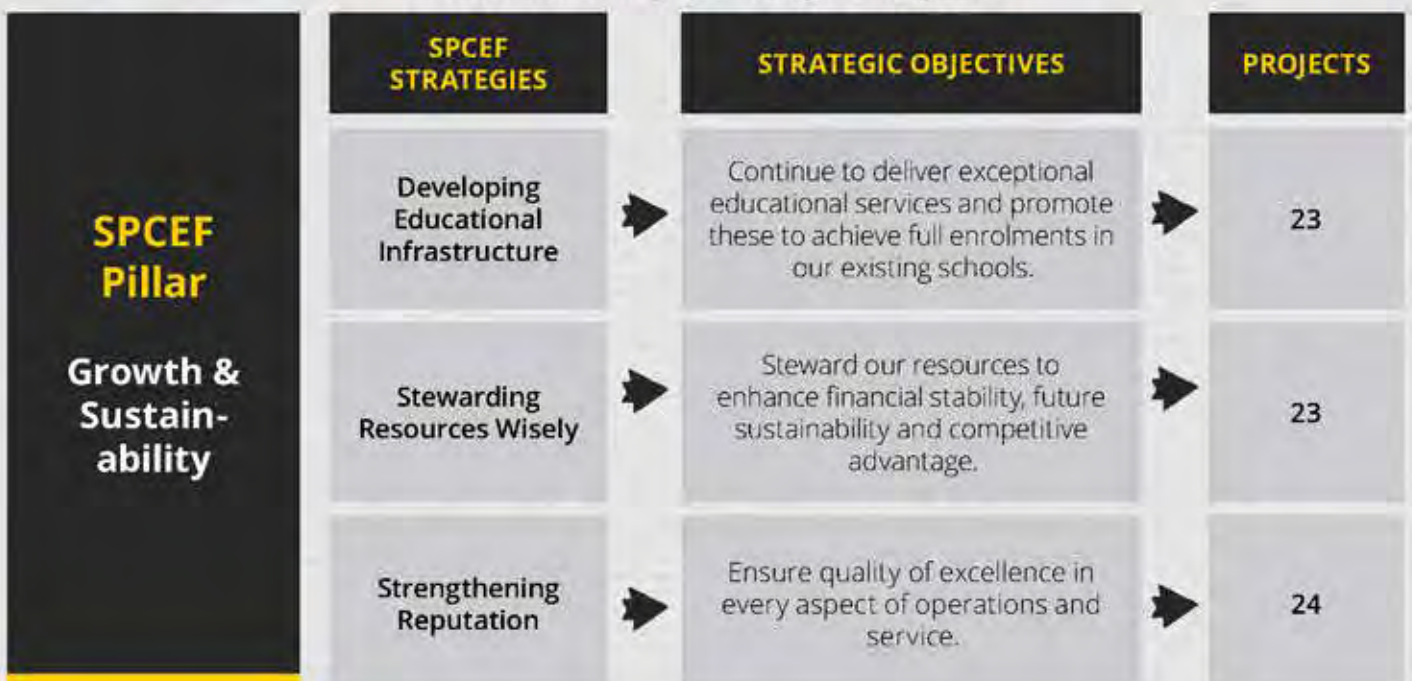 SPCEF
Pillar
Growth &
Sustain-
ability
SPCEF
STRATEGIES
STRATEGIC OBJECTIVES
PROJECTS
Developing
Educational
Infrastructure
Continue to deliver exceptional
educational services and promote
these to achieve full enrolments in
our existing schools.
23
Stewarding
Resources Wisely
Steward our resources to
enhance financial stability, future
sustainability and competitive
advantage.
23
Strengthening
Reputation
Ensure quality of excellence in
every aspect of operations and
service.
24